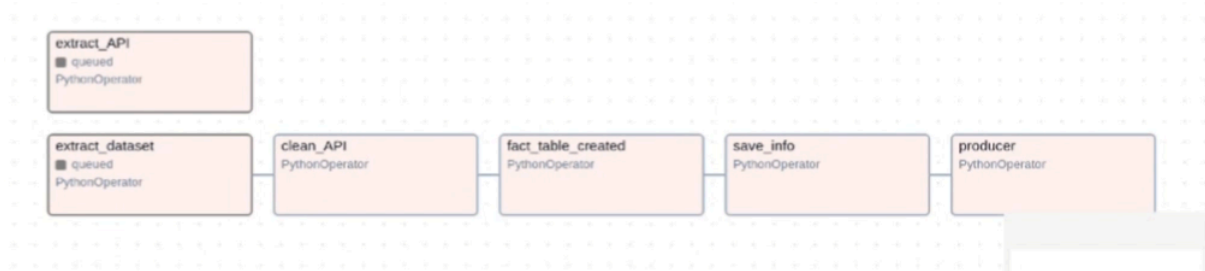 extract_API
queued
PythonOperator
extract_dataset
queued
PythonOperator
clean_API
PythonOperator
fact_table_created
PythonOperator
save_info
PythonOperator
producer
PythonOperator